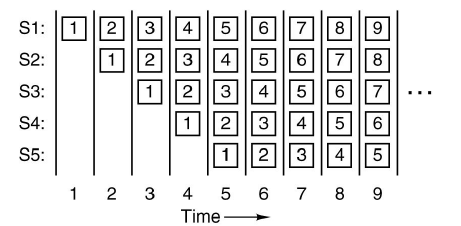 S1: 1 2 3 4 5 6 7 8 9
S2: 1 2 3 4 5 6 7 8
S3: 1 2 3 4 5 6 7 ...
S4: 1 2 3 4 5 6
S5: 1 2 3 4 5
1 2 3 4 5 6 7 8 9
Time